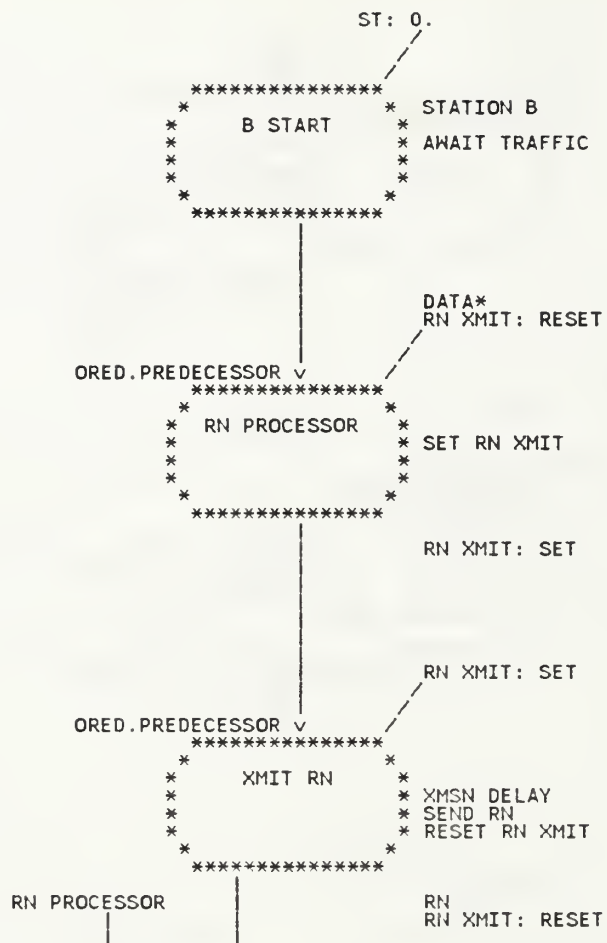 ST: 0.
B START
STATION B
AWAIT TRAFFIC
DATA*
RN XMIT: RESET
ORED.PREDECESSOR
RN PROCESSOR
SET RN XMIT
RN XMIT: SET
RN XMIT: SET
ORED.PREDECESSOR
XMIT RN
XMSN DELAY
SEND RN
RESET RN XMIT
RN PROCESSOR
RN
RN XMIT: RESET